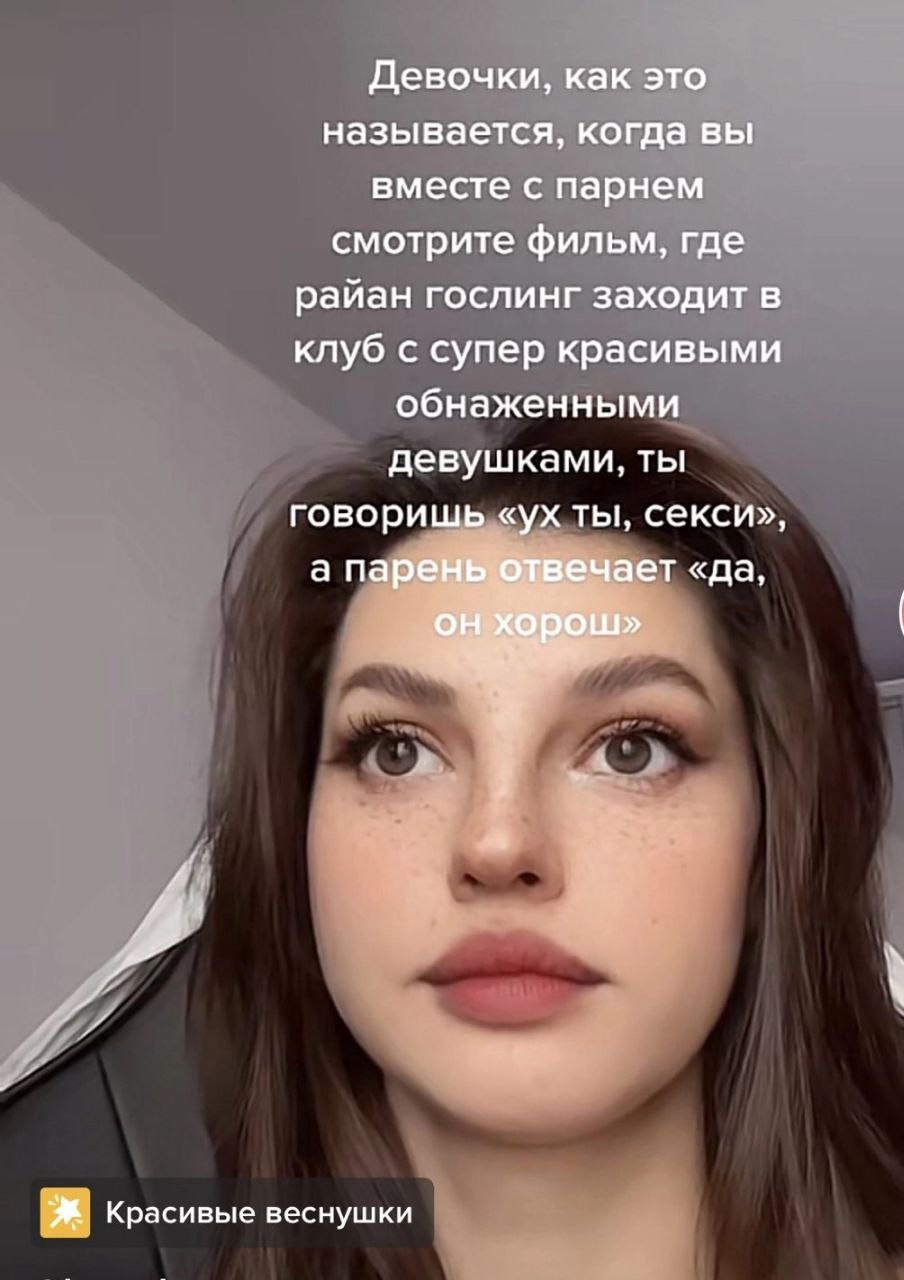 Девочки, как это
называется, когда вы
вместе с парнем
смотрите фильм, где
райан гослинг заходит в
клуб с супер красивыми
обнаженными
девушками, ты
говоришь «ух ты, секси»,
а парень отвечает «да,
он хорош»
Красивые веснушки